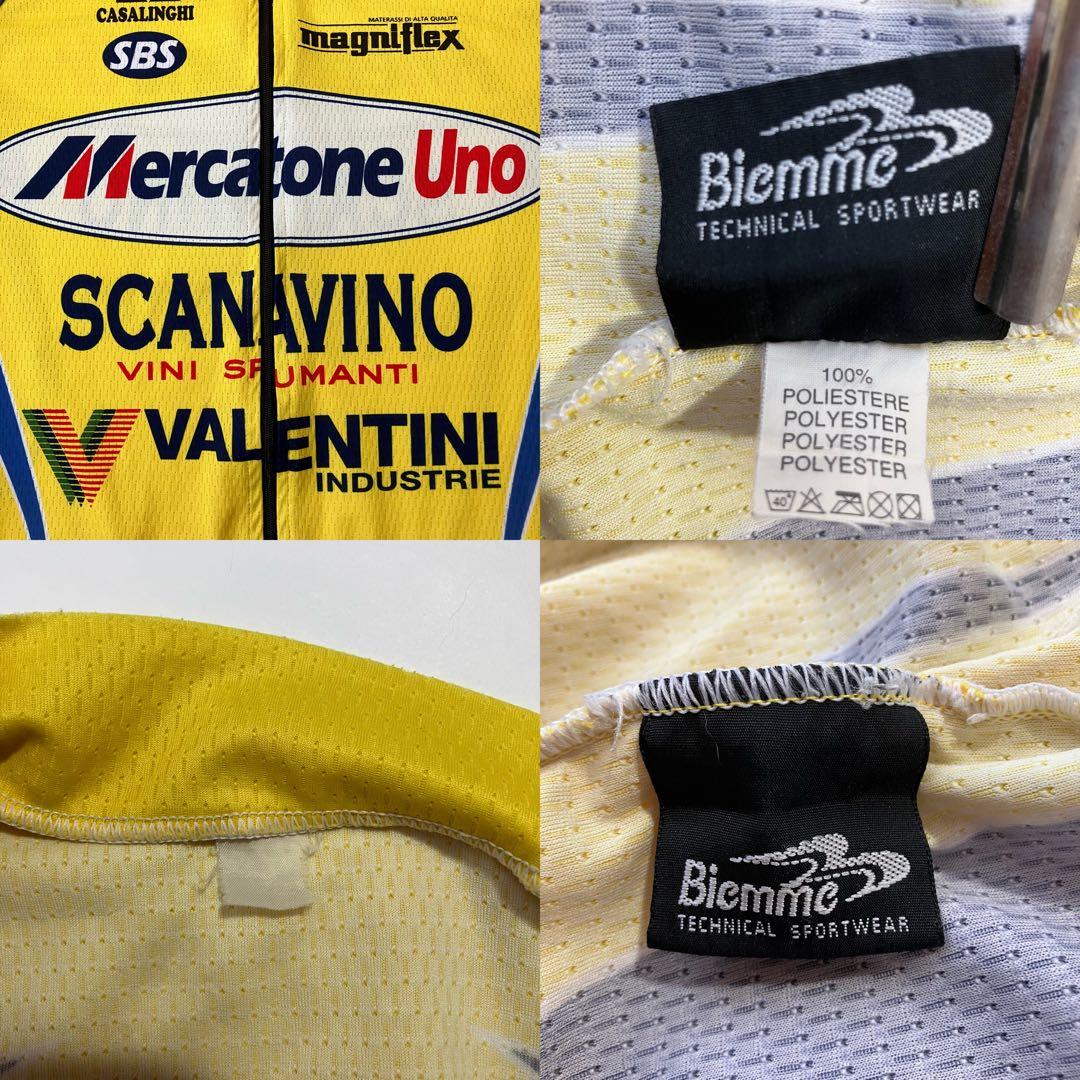 CASALINGHI
SBS
MATERASSI DI ALTA QUALITA
magniflex
Mercatone Uno
SCANAVINO
VINI SPUMANTI
VALENTINI
INDUSTRIE
Biemme
TECHNICAL SPORTWEAR
100%
POLIESTERE
POLYESTER
POLYESTER
POLYESTER
40°
Biemme
TECHNICAL SPORTWEAR